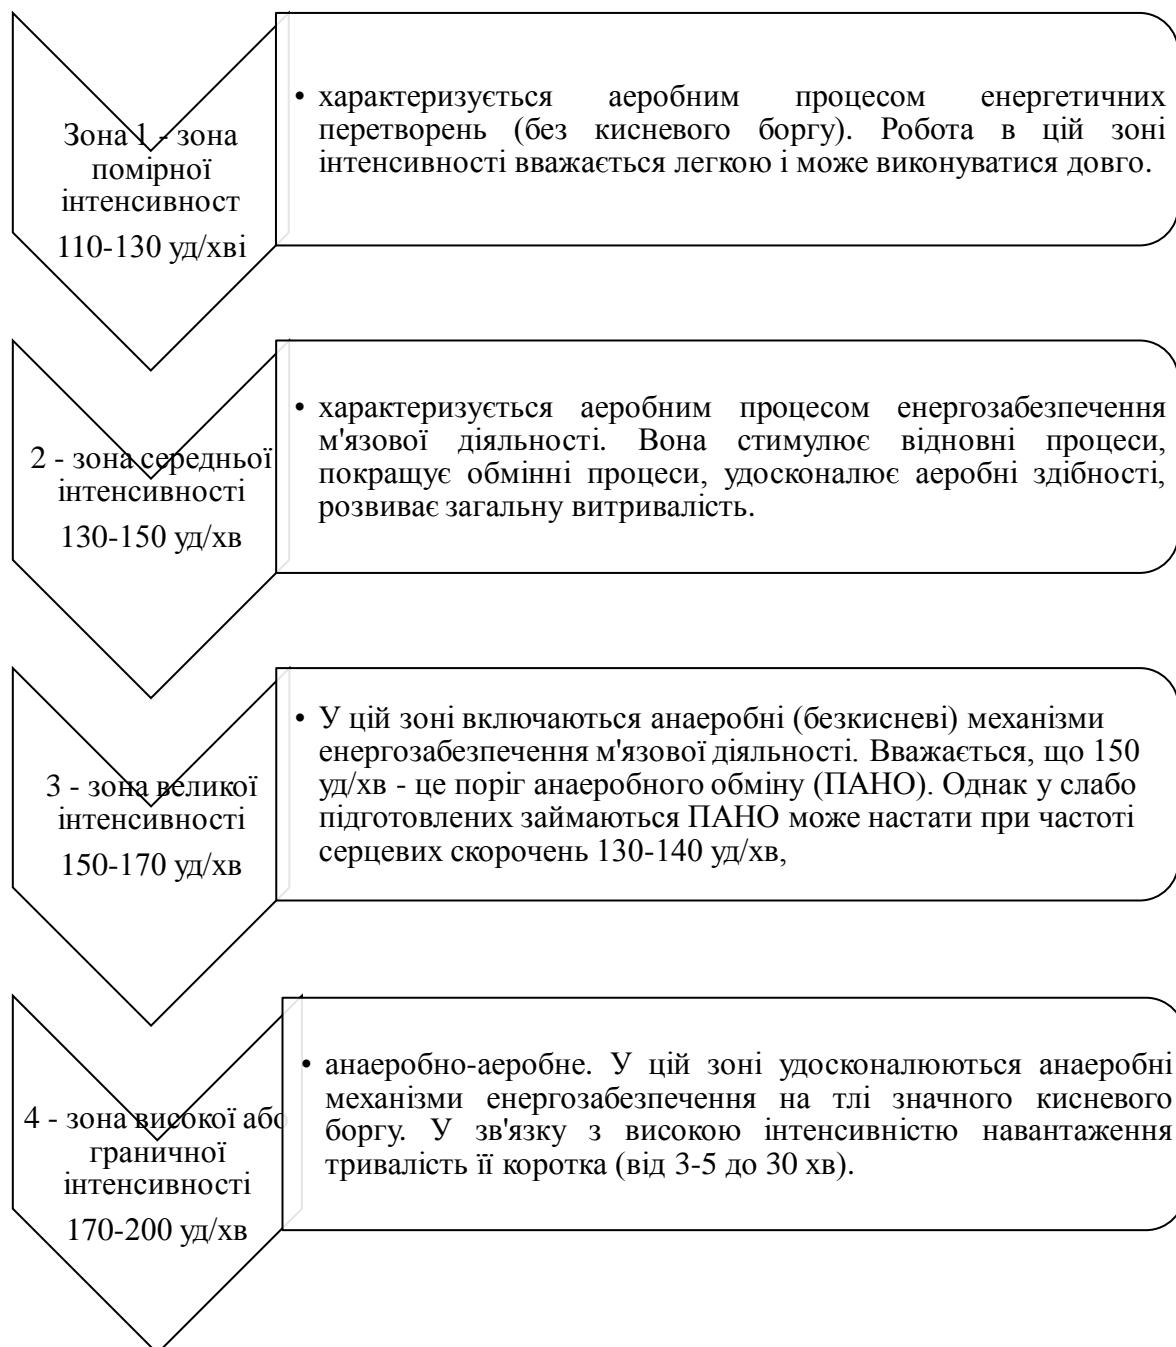 Зона 1 - зона
помірної
інтенсивност
110-130 уд/хві
• характеризується аеробним процесом енергетичних
перетворень (без кисневого боргу). Робота в цій зоні
інтенсивності вважається легкою і може виконуватися довго.
2 - зона середньої
інтенсивності
130-150 уд/хв
• характеризується аеробним процесом енергозабезпечення
м'язової діяльності. Вона стимулює відновні процеси,
покращує обмінні процеси, удосконалює аеробні здібності,
розвиває загальну витривалість.
3 - зона великої
інтенсивності
150-170 уд/хв
• У цій зоні включаються анаеробні (безкисневі) механізми
енергозабезпечення м'язової діяльності. Вважається, що 150
уд/хв - це поріг анаеробного обміну (ПАНО). Однак у слабо
підготовлених займаються ПАНО може настати при частоті
серцевих скорочень 130-140 уд/хв,
4 - зона високої або
граничної
інтенсивності
170-200 уд/хв
• анаеробно-аеробне. У цій зоні удосконалюються анаеробні
механізми енергозабезпечення на тлі значного кисневого
боргу. У зв'язку з високою інтенсивністю навантаження
тривалість її коротка (від 3-5 до 30 хв).